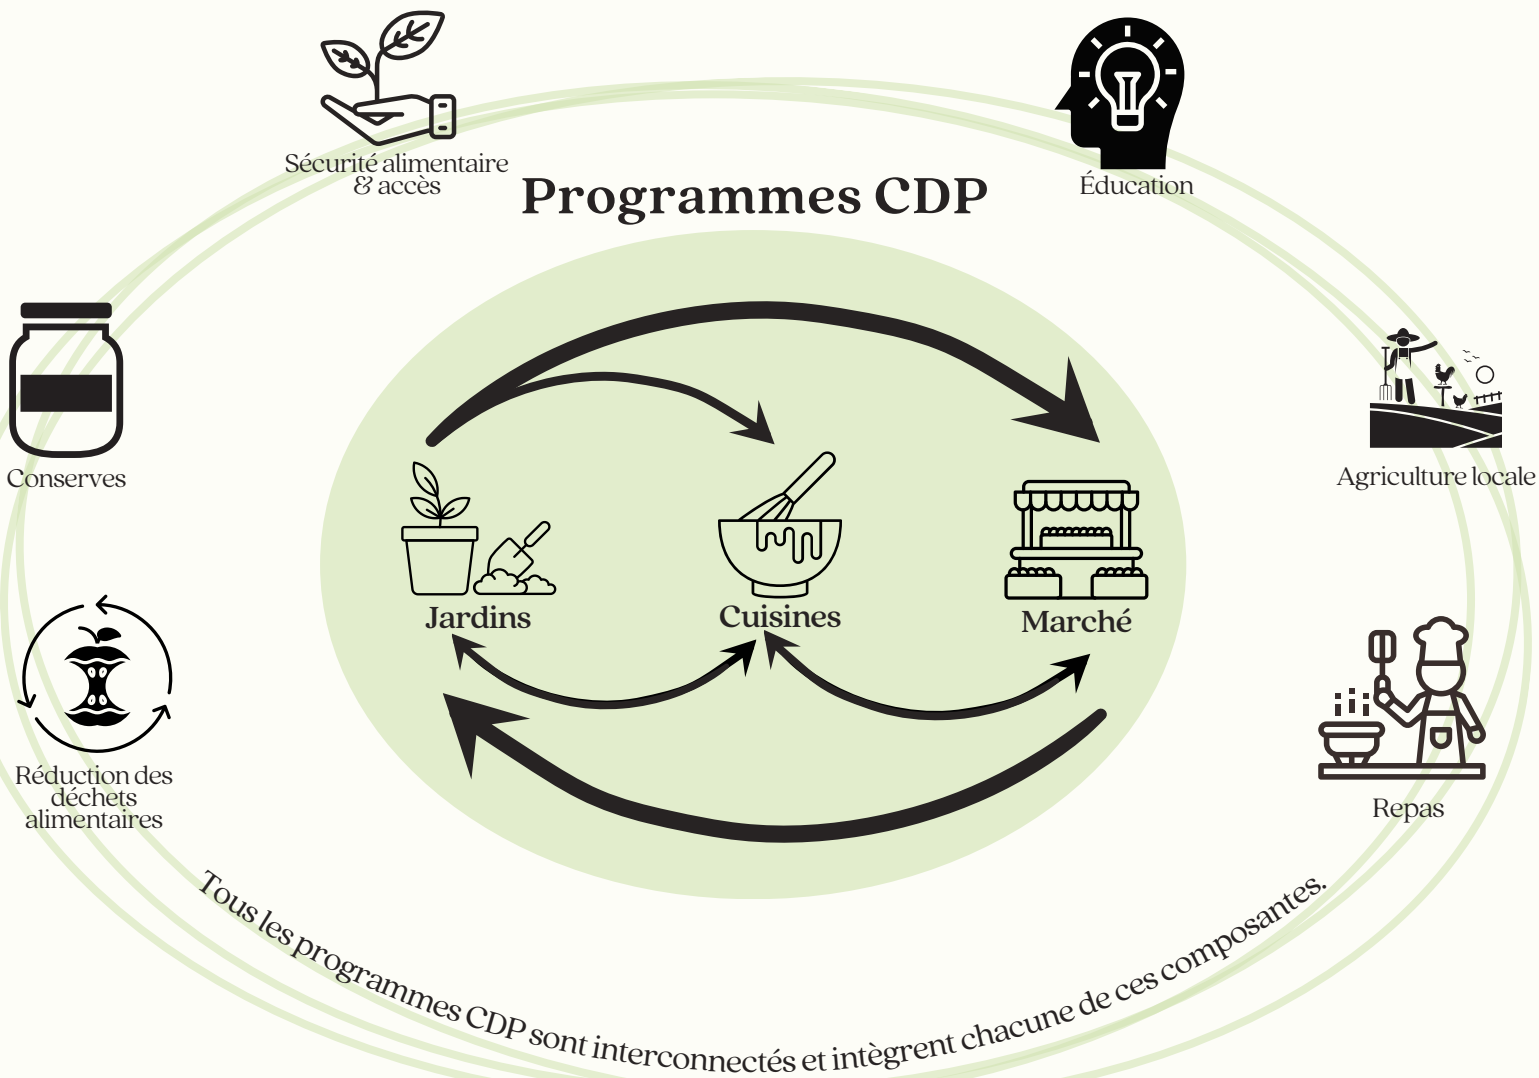 Sécurité alimentaire
& accès
Éducation
Programmes CDP
Conserves
Agriculture locale
Jardins
Cuisines
Marché
Réduction des
déchets
alimentaires
Repas
Tous les programmes CDP sont interconnectés et intègrent chacune de ces composantes.